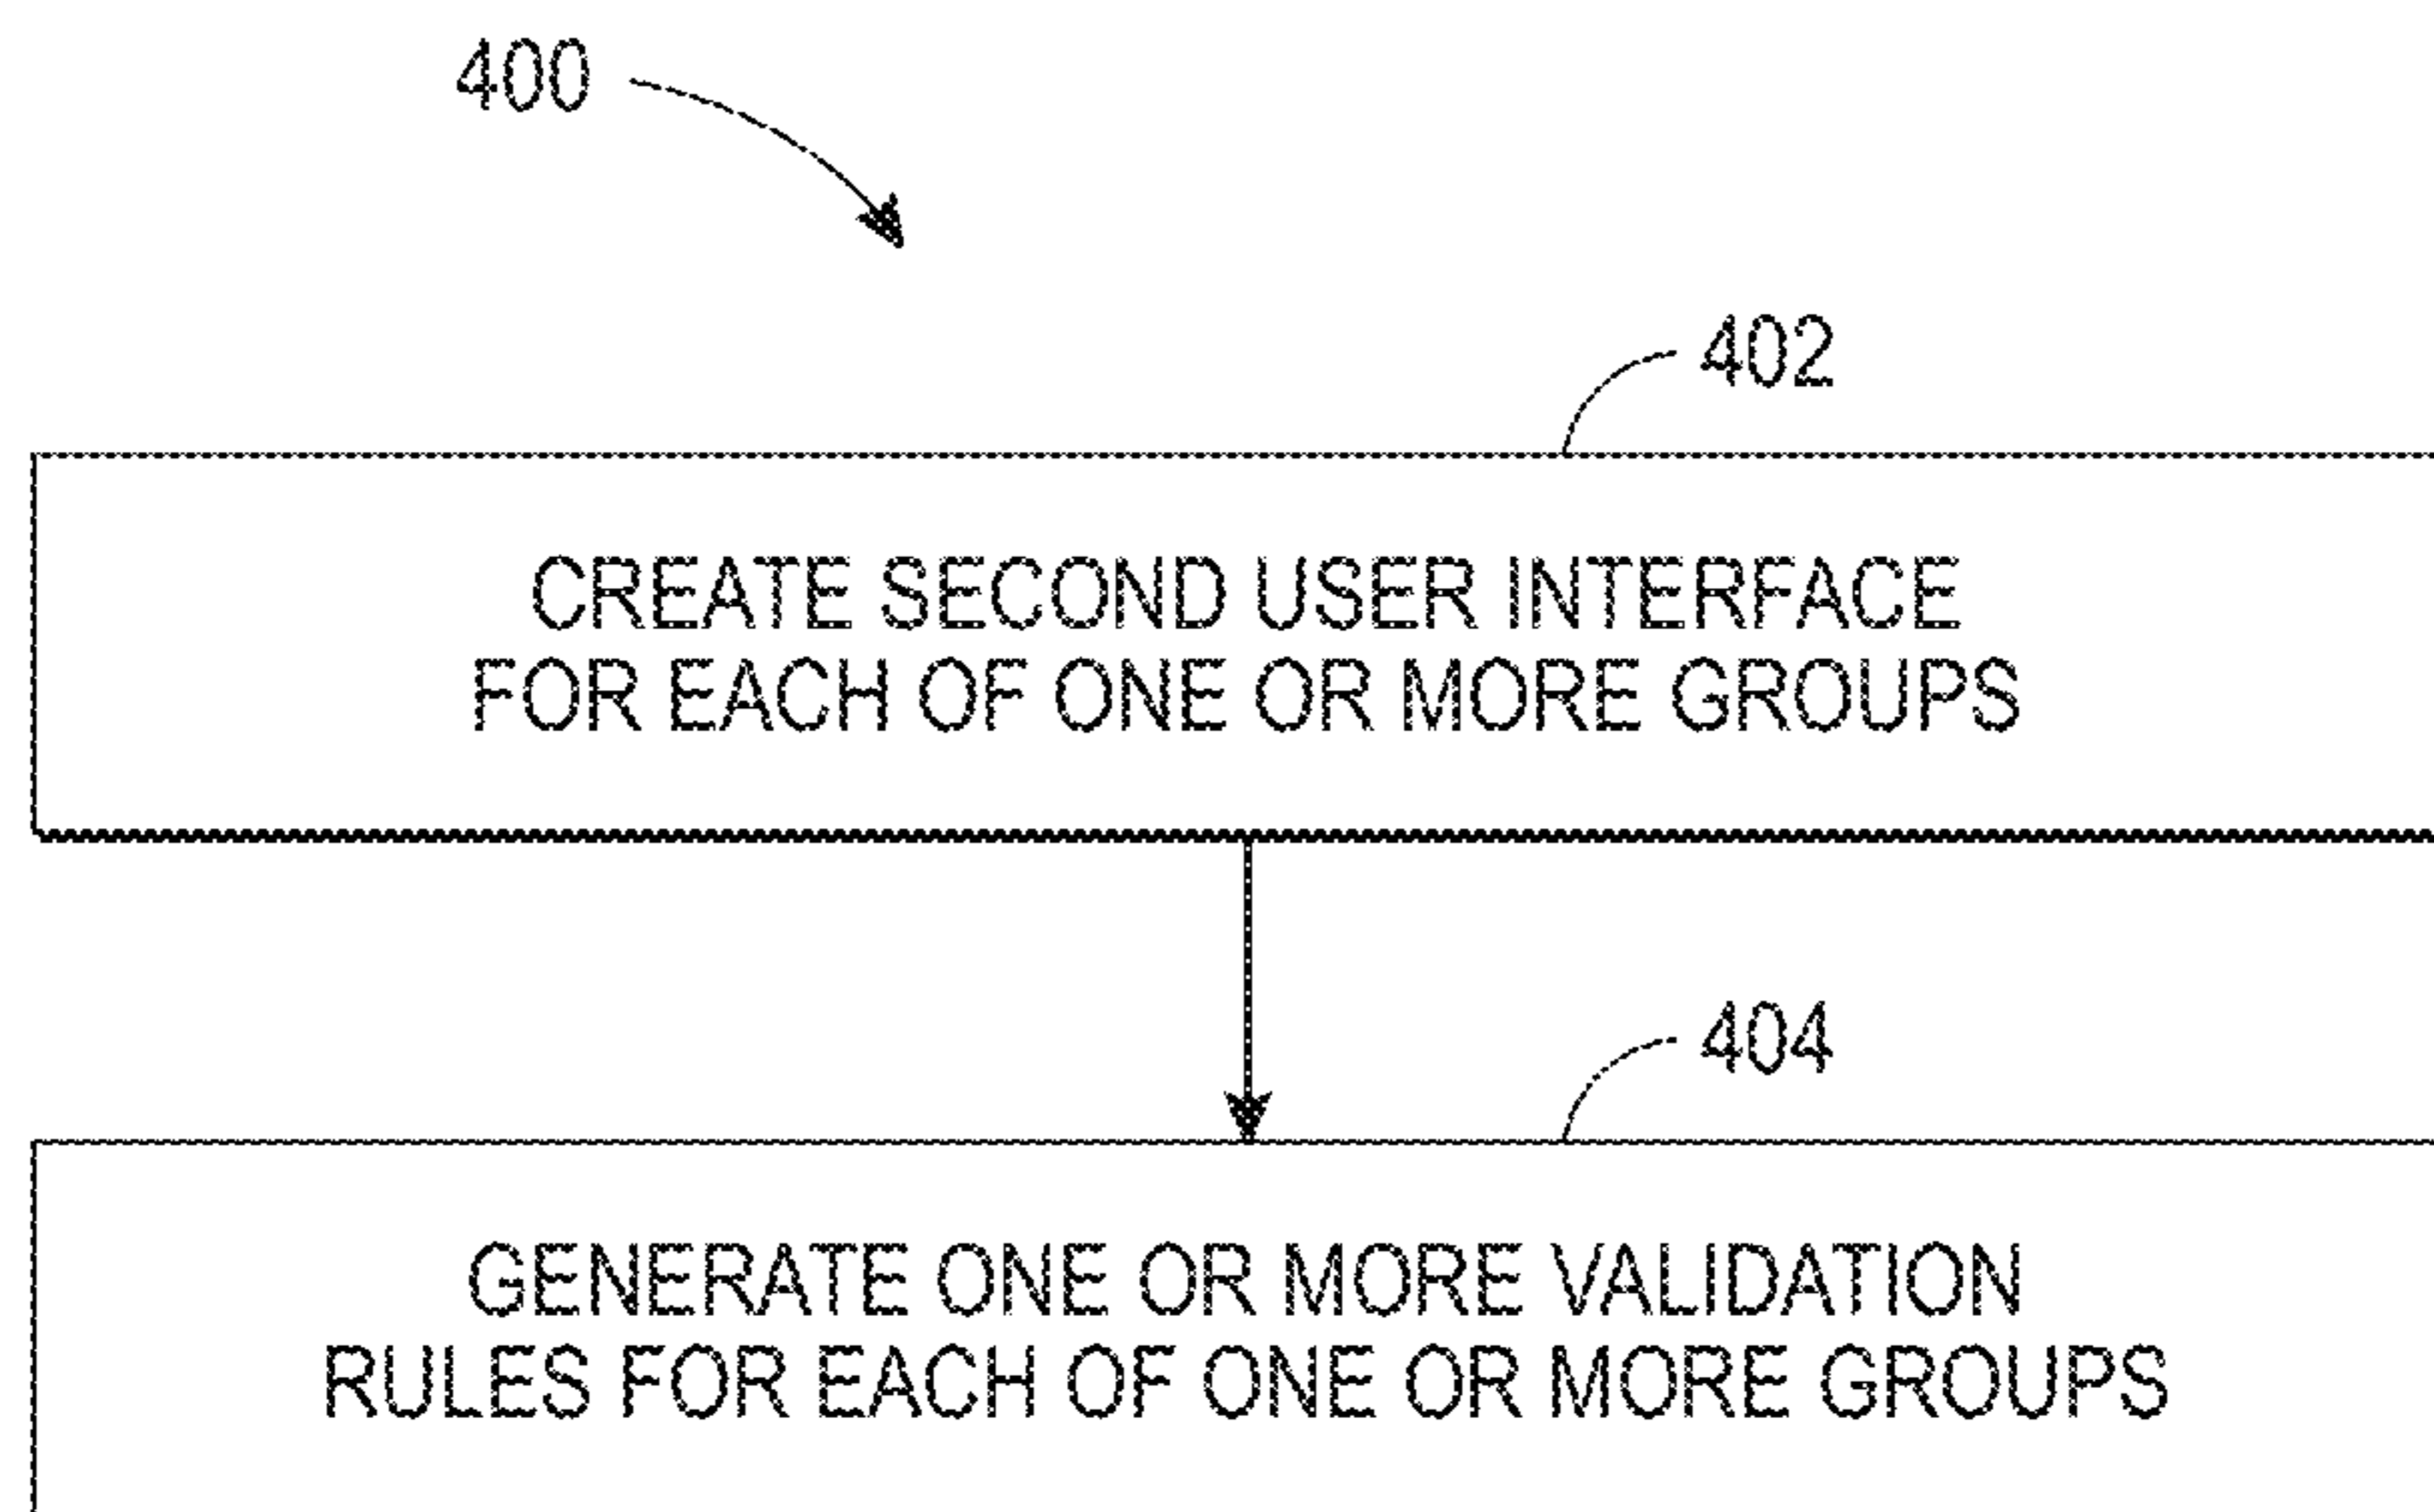 400
402
CREATE SECOND USER INTERFACE
FOR EACH OF ONE OR MORE GROUPS
404
GENERATE ONE OR MORE VALIDATION
RULES FOR EACH OF ONE OR MORE GROUPS